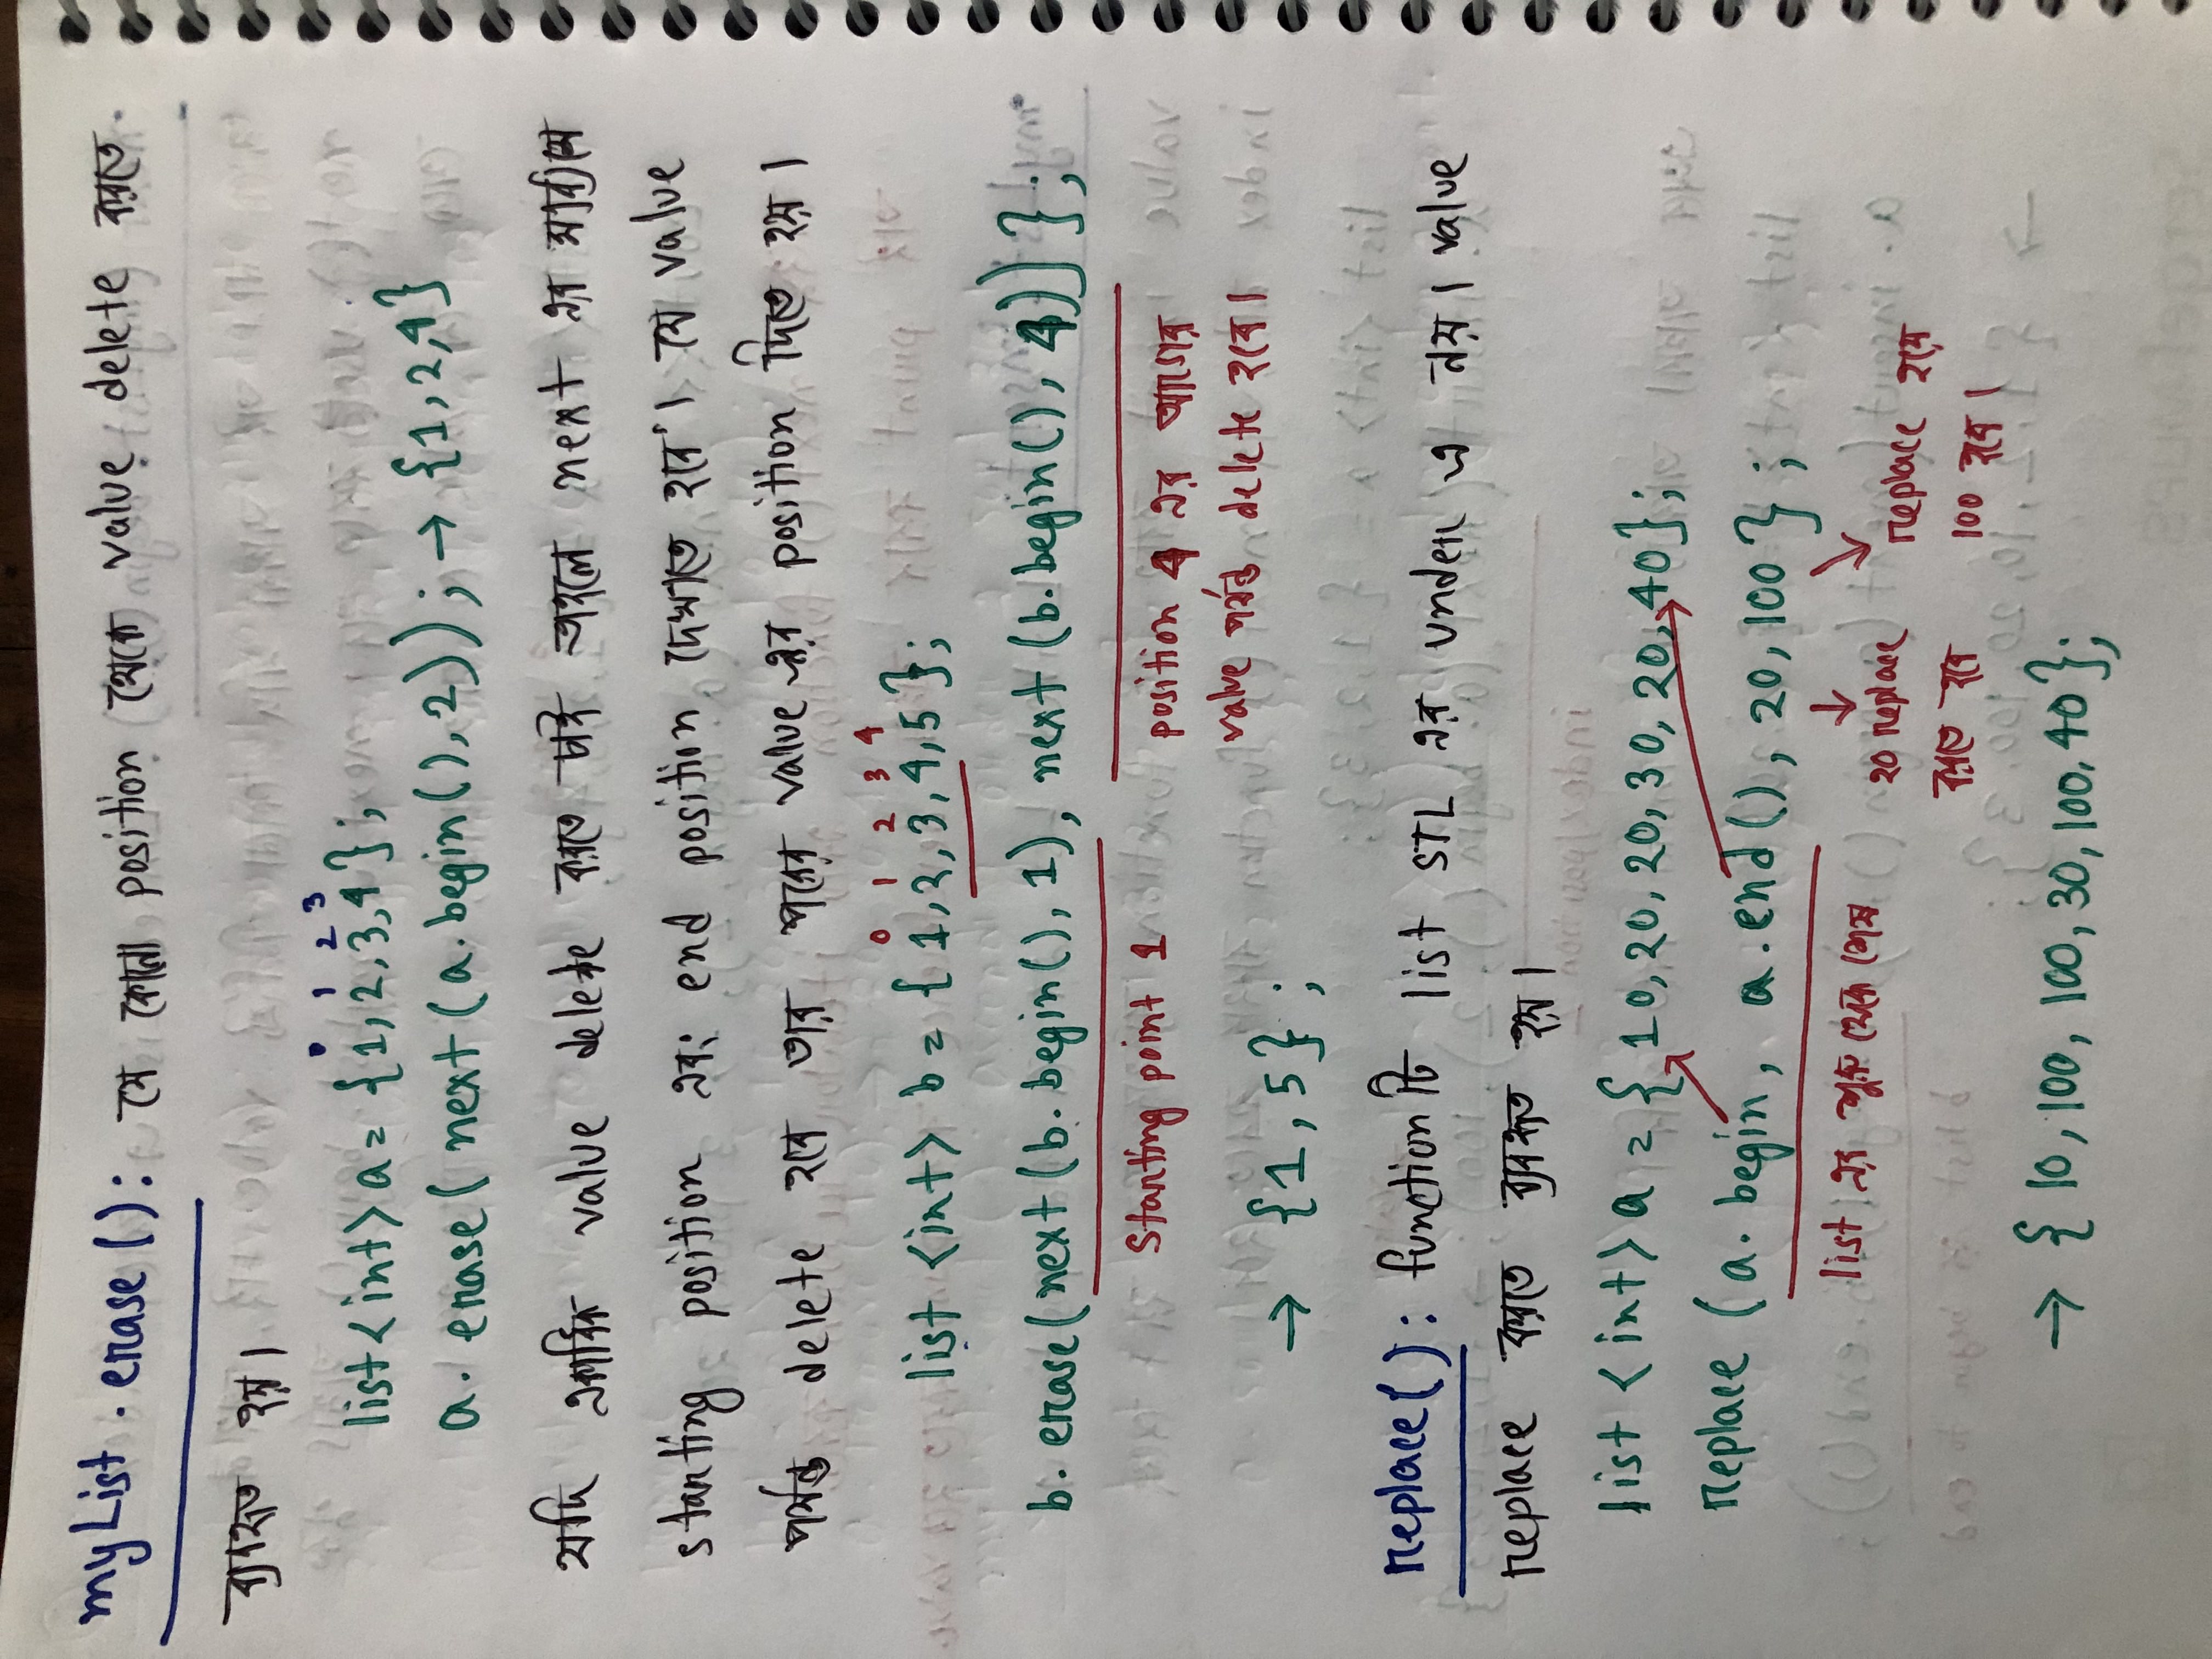 myList.erase(): যে কোনো position থেকে value delete করতে
ব্যবহৃত হয়।
0 1 2 3
list<int> a = {1,2,3,4};
a. erase( next (a.begin(), 2)); → {1,2,4}
যদি একাধিক value delete করতে চাই তাহলে next এর মাধ্যমে
starting position এবং end position দেখাতে হবে। যে value
পর্যন্ত delete হবে তার পরের value এর position দিতে হয়।
0 1 2 3 4
list <int> b = { 1,2,3,4,5 };
b. erase(next (b. begin(), 1), next (b.begin(), 4)) };
Starting point 1
position 4 এর আগের
value পর্যন্ত delete হবে।
→ {1,5};
replace(): function টি list STL এর under এ নয়। value
replace করতে ব্যবহৃত হয়।
list <int> a = { 10, 20, 20, 30, 20, 40};
replace (a. begin, a.end(), 20, 100 };
list এর শুরু থেকে শেষ
20 replace
করতে হবে
replace হয়ে
100 হবে।
→ { 10, 100, 100, 30, 100, 40 };